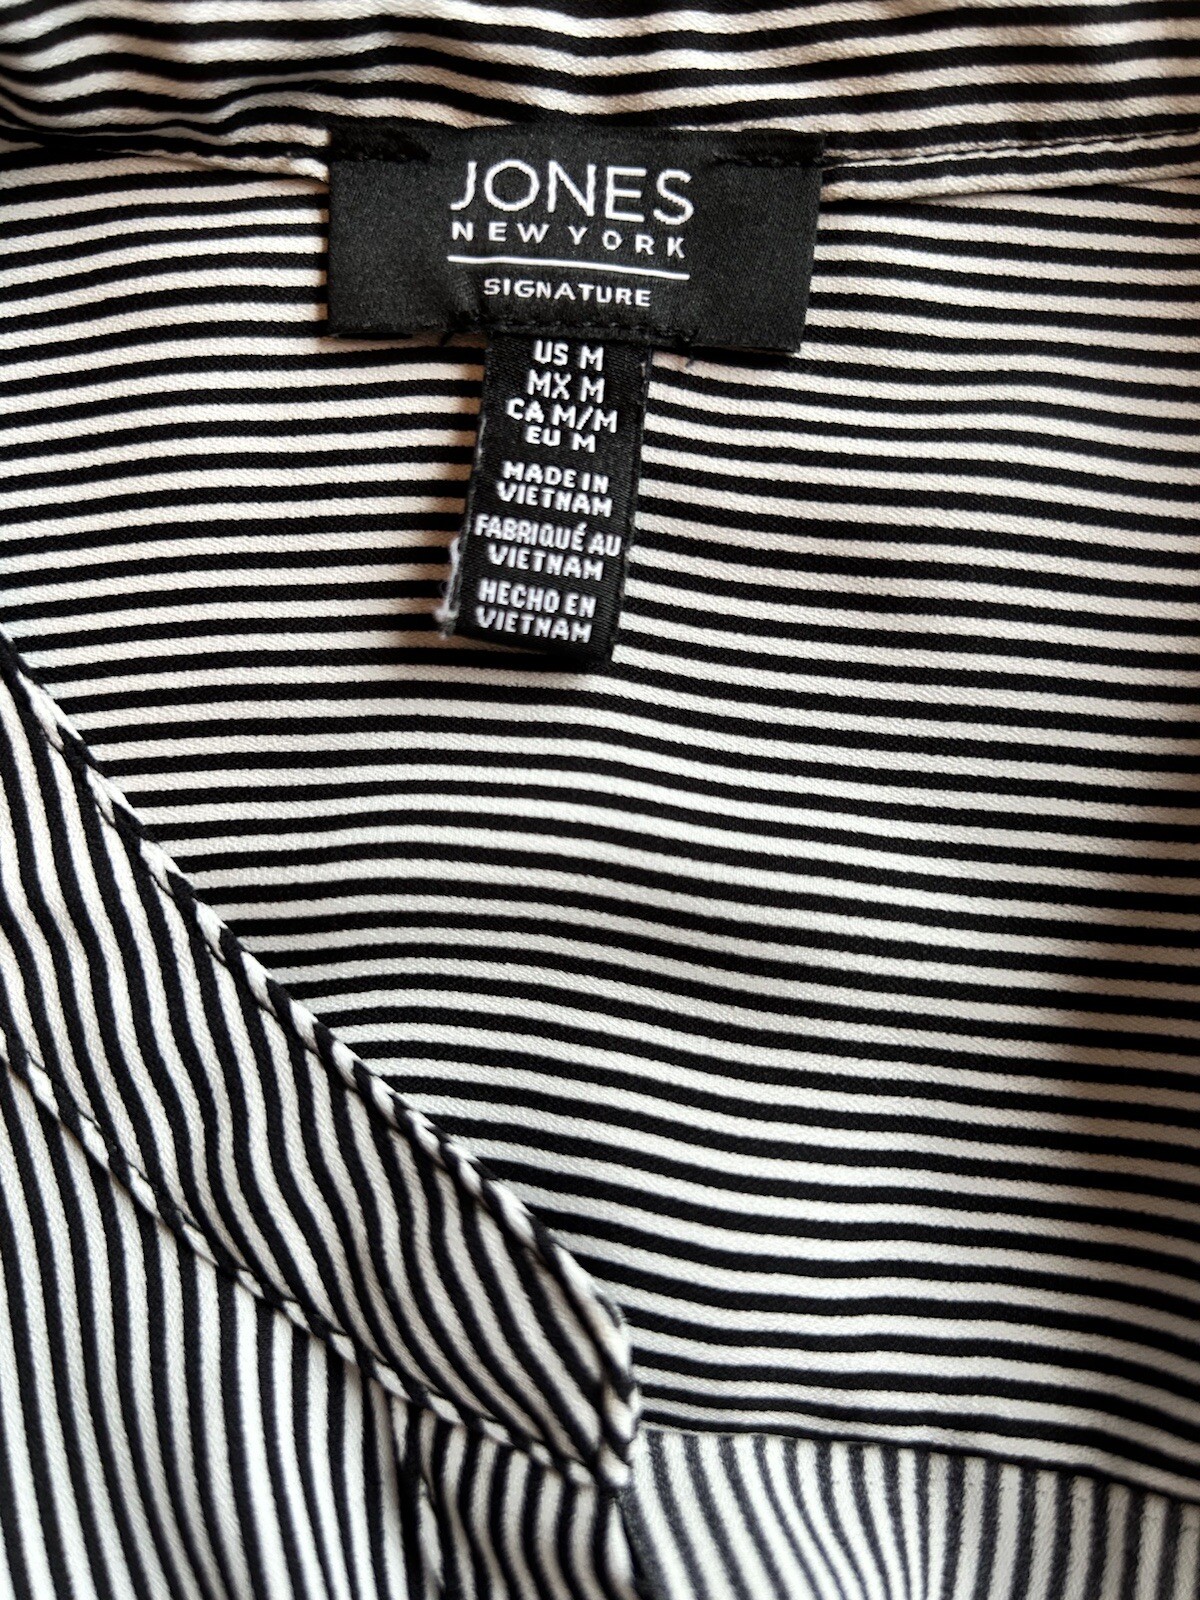 JONES
NEW YORK
SIGNATURE
US M
MX M
CA M/M
EU M
MADE IN
VIETNAM
FABRIQUÉ AU
VIETNAM
HECHO EN
VIETNAM